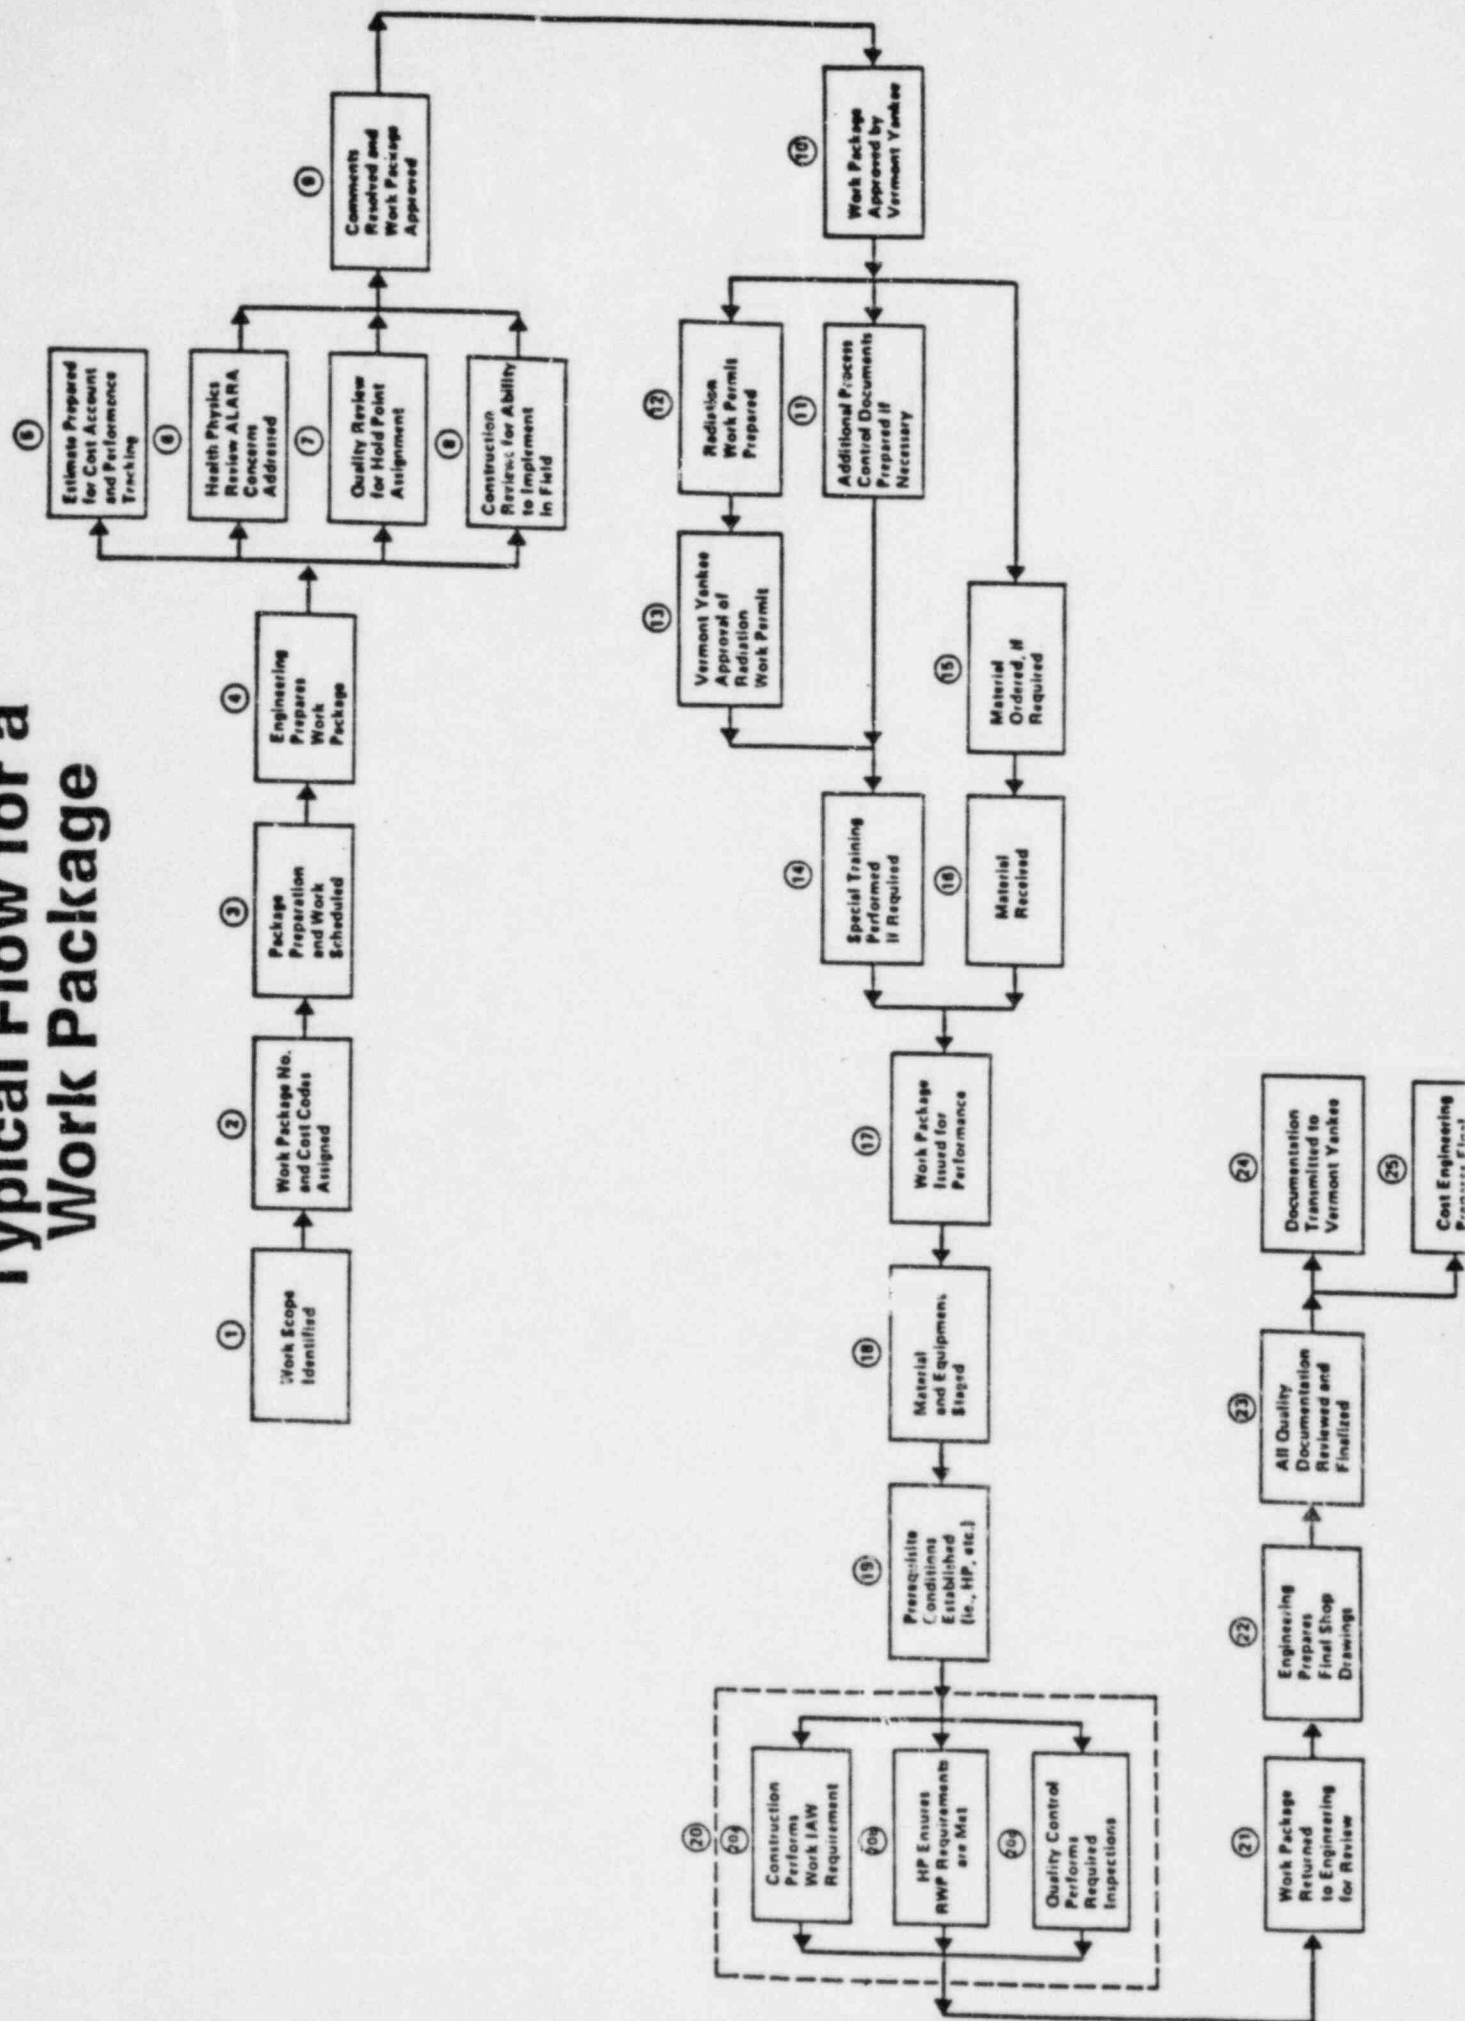 Typical Flow for a
Work Package
1
Work Scope
Identified
2
Work Package No.
and Cost Codes
Assigned
3
Package
Preparation
and Work
Scheduled
4
Engineering
Prepares
Work
Package
5
Estimate Prepared
for Cost Account
and Performance
Tracking
6
Health Physics
Review ALARA
Concerns
Addressed
7
Quality Review
for Hold Point
Assignment
8
Construction
Reviews for Ability
to Implement
In Field
9
Comments
Resolved and
Work Package
Approved
10
Work Package
Approved by
Vermont Yankee
12
Radiation
Work Permit
Prepared
11
Additional Process
Control Documents
Prepared if
Necessary
13
Vermont Yankee
Approval of
Radiation
Work Permit
15
Material
Ordered, If
Required
14
Special Training
Performed
If Required
16
Material
Received
17
Work Package
Issued for
Performance
18
Material
and Equipment
Staged
19
Prerequisite
Conditions
Established
(ie., HP, etc.)
20
20a
Construction
Performs
Work IAW
Requirement
20b
HP Ensures
RWP Requirements
are Met
20c
Quality Control
Performs
Required
Inspections
21
Work Package
Returned
to Engineering
for Review
22
Engineering
Prepares
Final Shop
Drawings
23
All Quality
Documentation
Reviewed and
Finalized
24
Documentation
Transmitted to
Vermont Yankee
25
Cost Engineering
Prepares Final